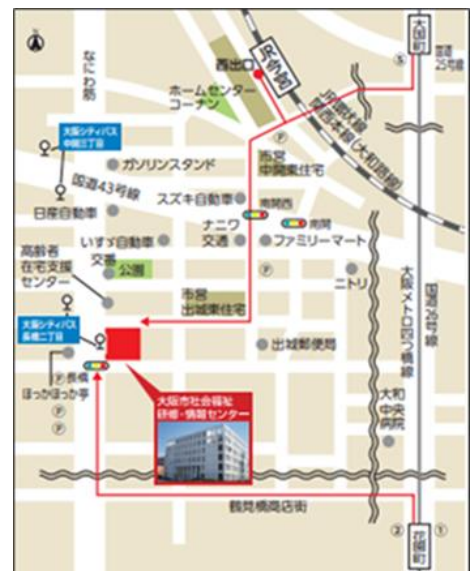 なにわ筋
JR今宮
西出口
大国町
⑤
国道
25号線
ホームセンター
コーナン
JR環状線
関西本線(大和路線)
大阪シティバス
中開三丁目
ガソリンスタンド
市営
中開東住宅
国道43号線
スズキ自動車
南開西
南開
日産自動車
ナニワ
交通
いすゞ自動車
ファミリーマート
高齢者
在宅支援
センター
交番
公園
ニトリ
市営
出城東住宅
大阪メトロ四つ橋線
国道26号線
大阪シティバス
長橋二丁目
出城郵便局
長橋
ほっかほっか亭
大阪市社会福祉
研修・情報センター
大和
中央
病院
鶴見橋商店街
花園町
②
①
Ⓟ
Ⓟ
Ⓟ
Ⓟ
Ⓟ